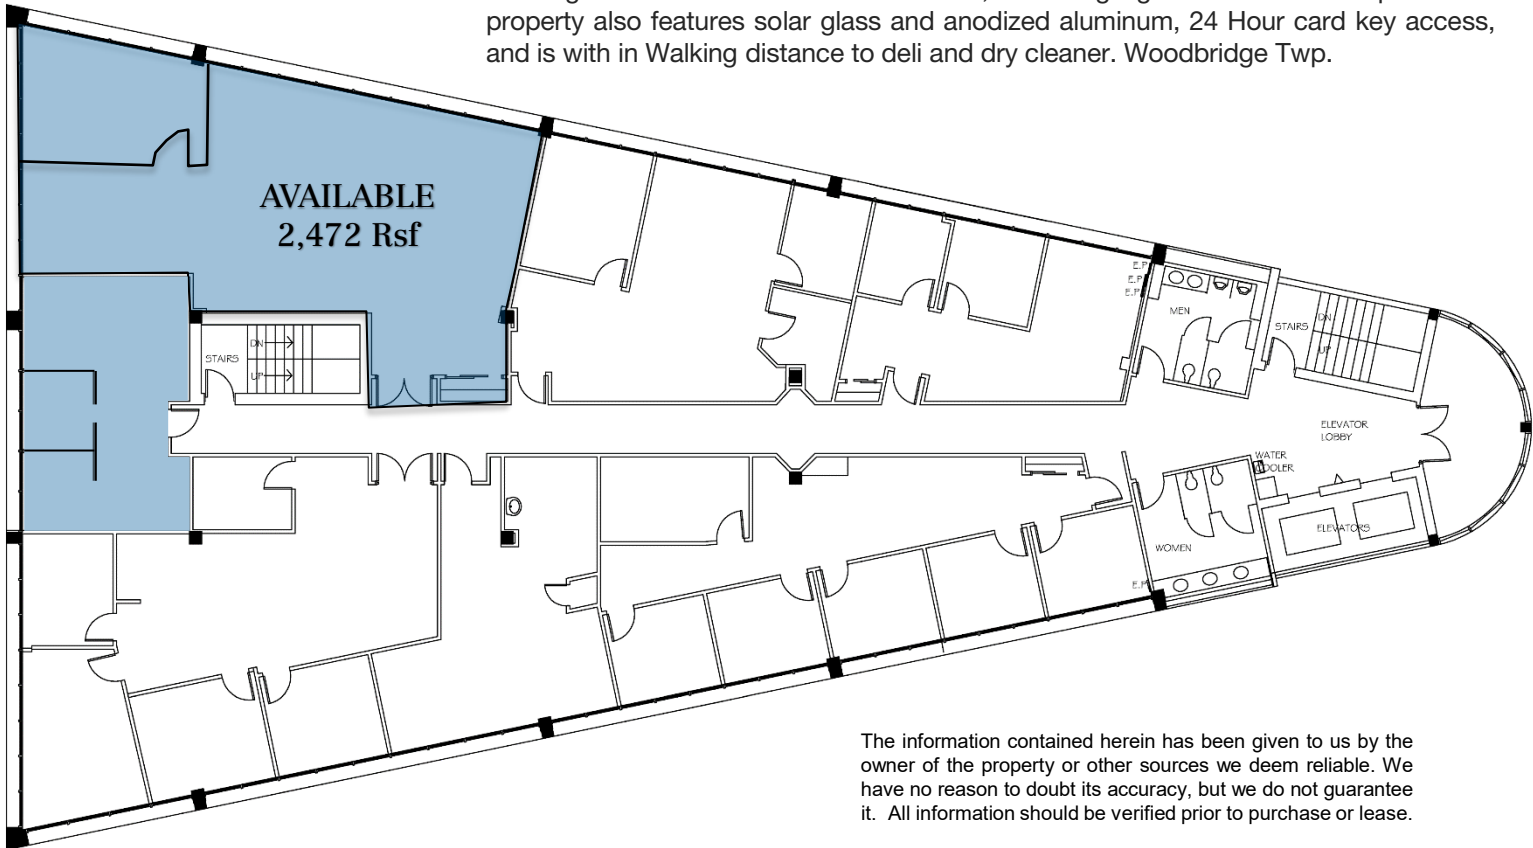 property also features solar glass and anodized aluminum, 24 Hour card key access,
and is with in Walking distance to deli and dry cleaner. Woodbridge Twp.
AVAILABLE
2,472 Rsf
E.P
E.P
E.P
MEN
STAIRS
DN
UP
STAIRS
DN
UP
ELEVATOR
LOBBY
WATER
COOLER
ELEVATORS
WOMEN
E.P
The information contained herein has been given to us by the
owner of the property or other sources we deem reliable. We
have no reason to doubt its accuracy, but we do not guarantee
it. All information should be verified prior to purchase or lease.